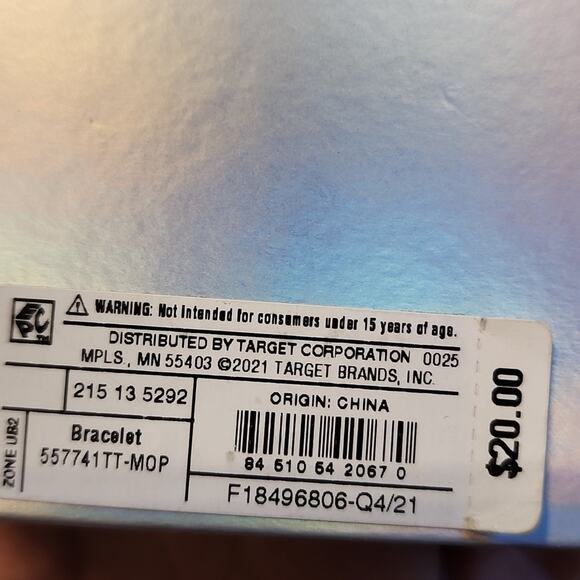 EPC
WARNING: Not Intended for consumers under 15 years of age.
DISTRIBUTED BY TARGET CORPORATION 0025
MPLS., MN 55403 ©2021 TARGET BRANDS, INC.
215 13 5292
ORIGIN: CHINA
ZONE UB2
Bracelet
557741TT-MOP
84 510 54 2067 0
F18496806-Q4/21
$20.00